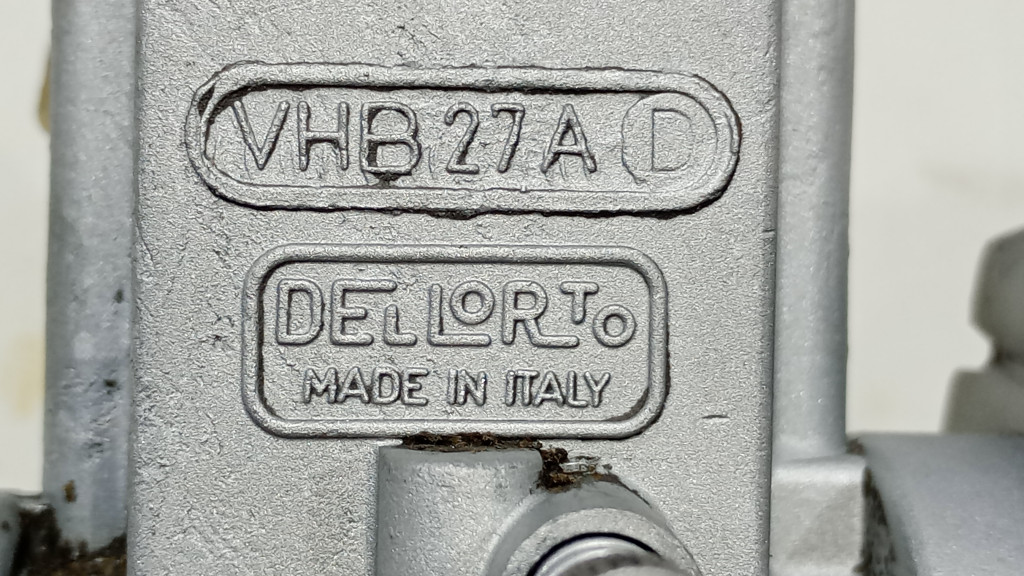 VHB 27 A D
DELLORTO
MADE IN ITALY